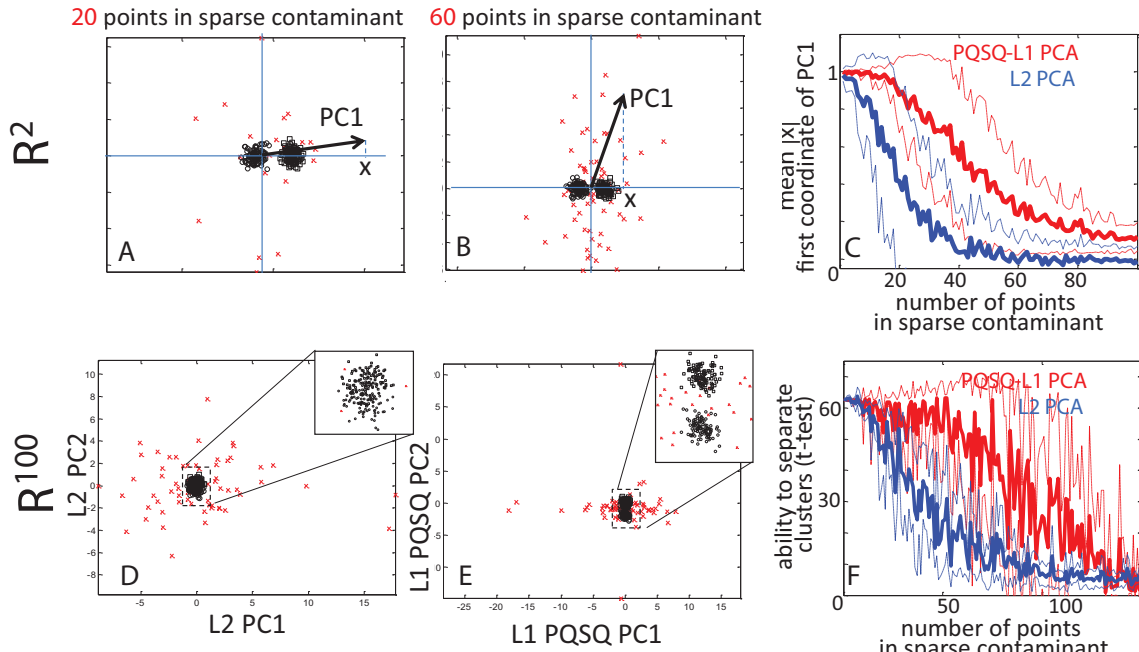 20 points in sparse contaminant
60 points in sparse contaminant
R²
PC1
x
A
PC1
x
B
PQSQ-L1 PCA
L2 PCA
mean |x|
first coordinate of PC1
1
0
20
40
60
80
C
number of points
in sparse contaminant
R¹⁰⁰
L2 PC2
10
8
6
4
2
0
-2
-4
-6
-8
-5
0
5
10
15
D
L2 PC1
L1 PQSQ PC2
-25
-20
-15
-10
-5
0
5
10
15
E
L1 PQSQ PC1
PQSQ-L1 PCA
L2 PCA
ability to separate
clusters (t-test)
60
30
0
0
50
100
F
number of points
in sparse contaminant